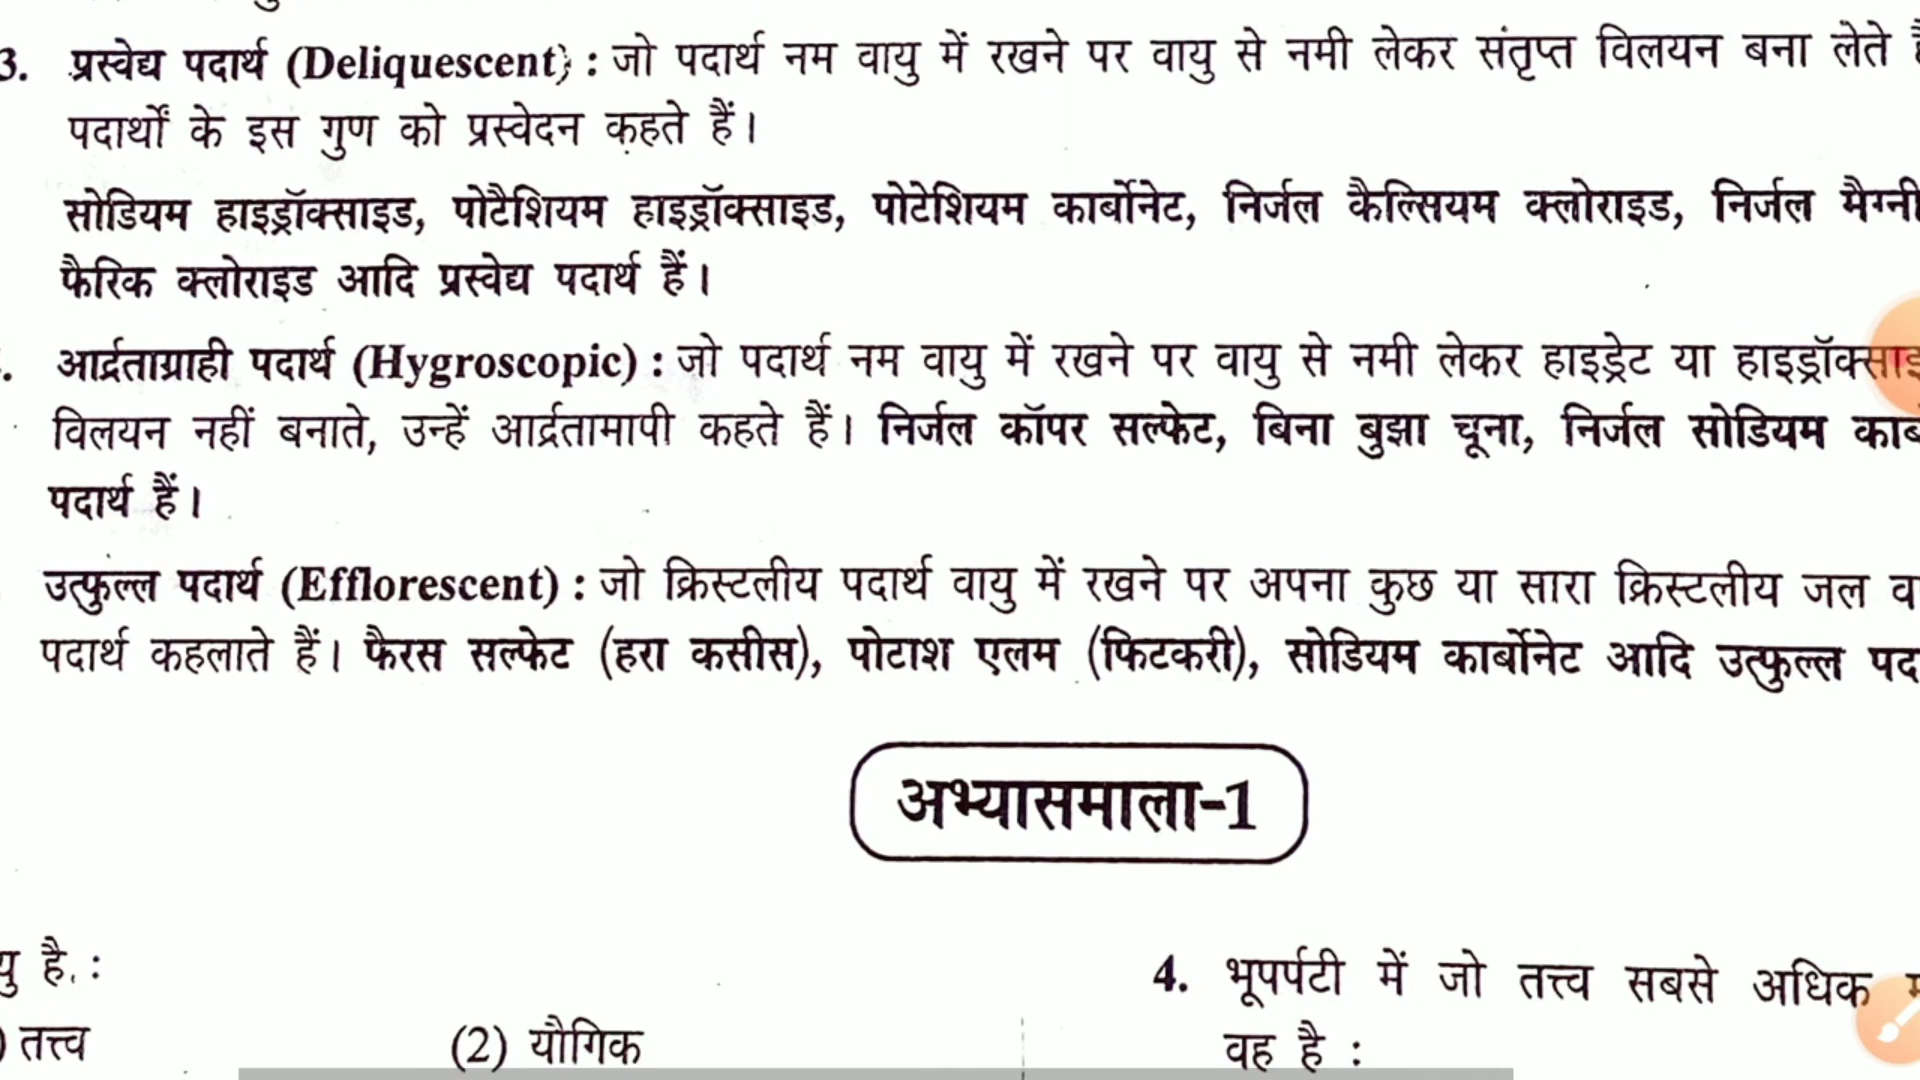 3. प्रस्वेद्य पदार्थ (Deliquescent) : जो पदार्थ नम वायु में रखने पर वायु से नमी लेकर संतृप्त विलयन बना लेते
पदार्थों के इस गुण को प्रस्वेदन कहते हैं।
सोडियम हाइड्रॉक्साइड, पोटैशियम हाइड्रॉक्साइड, पोटेशियम कार्बोनेट, निर्जल कैल्सियम क्लोराइड, निर्जल
फैरिक क्लोराइड आदि प्रस्वेद्य पदार्थ हैं।
आर्द्रताग्राही पदार्थ (Hygroscopic) : जो पदार्थ नम वायु में रखने पर वायु से नमी लेकर हाइड्रेट या
विलयन नहीं बनाते, उन्हें आर्द्रतामापी कहते हैं। निर्जल कॉपर सल्फेट, बिना बुझा चूना, निर्जल सोडियम
पदार्थ हैं।
उत्फुल्ल पदार्थ (Efflorescent) : जो क्रिस्टलीय पदार्थ वायु में रखने पर अपना कुछ या सारा क्रिस्टलीय जल
पदार्थ कहलाते हैं। फैरस सल्फेट (हरा कसीस), पोटाश एलम (फिटकरी), सोडियम कार्बोनेट आदि उत्फुल्ल
अभ्यासमाला-1
है. :
) तत्त्व (2) यौगिक
4. भूपर्पटी में जो तत्त्व सबसे अधिक
वह है :